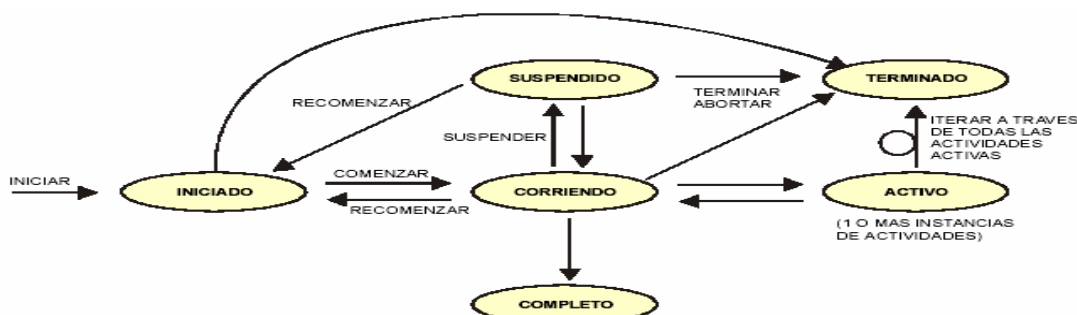 SUSPENDIDO
TERMINADO
RECOMENZAR
TERMINAR
ABORTAR
SUSPENDER
ITERAR A TRAVES
DE TODAS LAS
ACTIVIDADES
ACTIVAS
INICIAR
INICIADO
COMENZAR
RECOMENZAR
CORRIENDO
ACTIVO
(1 O MAS INSTANCIAS
DE ACTIVIDADES)
COMPLETO